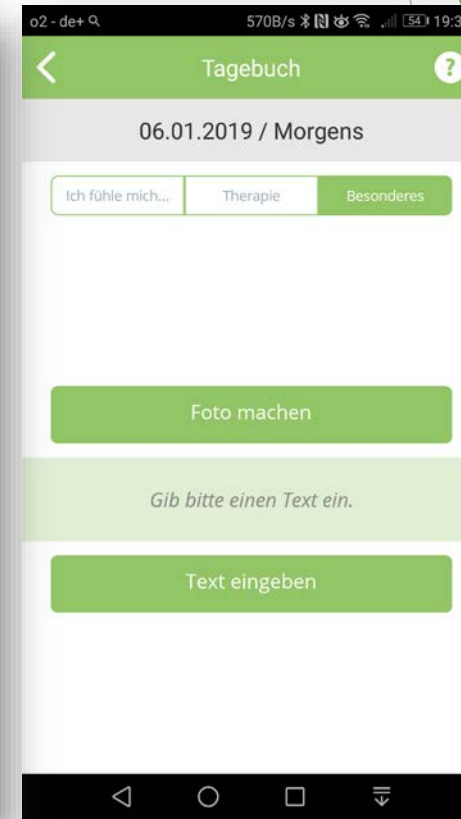 o2 - de+ 570B/s 54 19:3
Tagebuch ?
06.01.2019 / Morgens
Ich fühle mich... Therapie Besonderes
Foto machen
Gib bitte einen Text ein.
Text eingeben